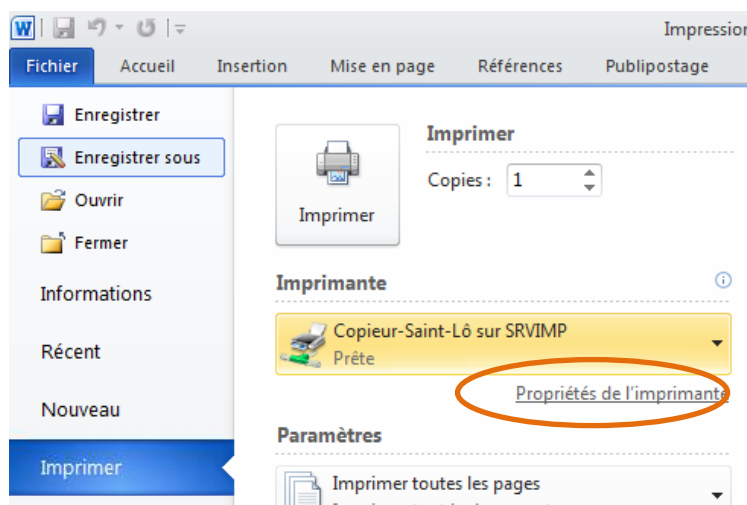 W
Impression
Fichier Accueil Insertion Mise en page Références Publipostage
Enregistrer
Enregistrer sous
Ouvrir
Fermer
Informations
Récent
Nouveau
Imprimer
Imprimer
Imprimer
Copies : 1
Imprimante
Copieur-Saint-Lô sur SRVIMP
Prête
Propriétés de l'imprimante
Paramètres
Imprimer toutes les pages